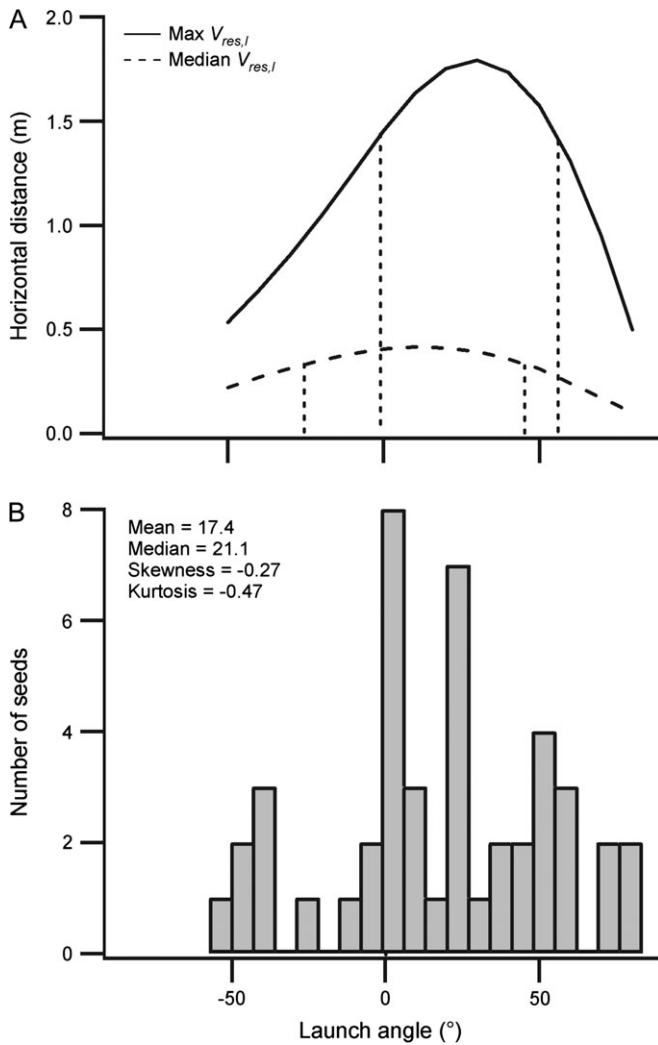 A
2.0
Max V_res,l
Median V_res,l
1.5
1.0
0.5
0.0
Horizontal distance (m)
B
8
Mean = 17.4
Median = 21.1
Skewness = -0.27
Kurtosis = -0.47
6
4
2
0
Number of seeds
-50 0 50
Launch angle (°)